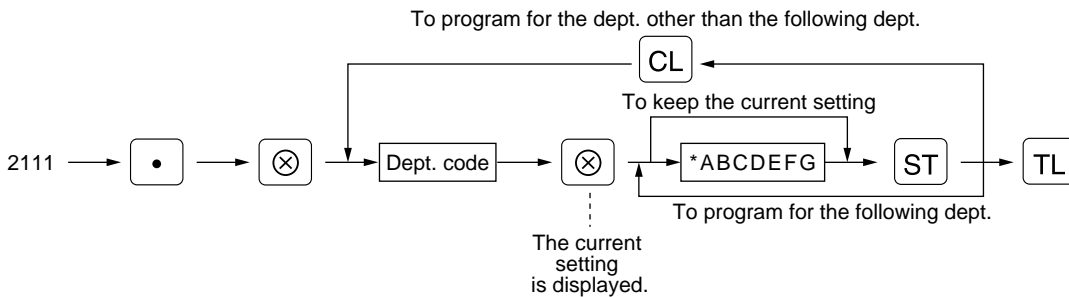 To program for the dept. other than the following dept.
CL
To keep the current setting
2111 • ⊗ Dept. code ⊗ *ABCDEFG ST TL
To program for the following dept.
The current
setting
is displayed.